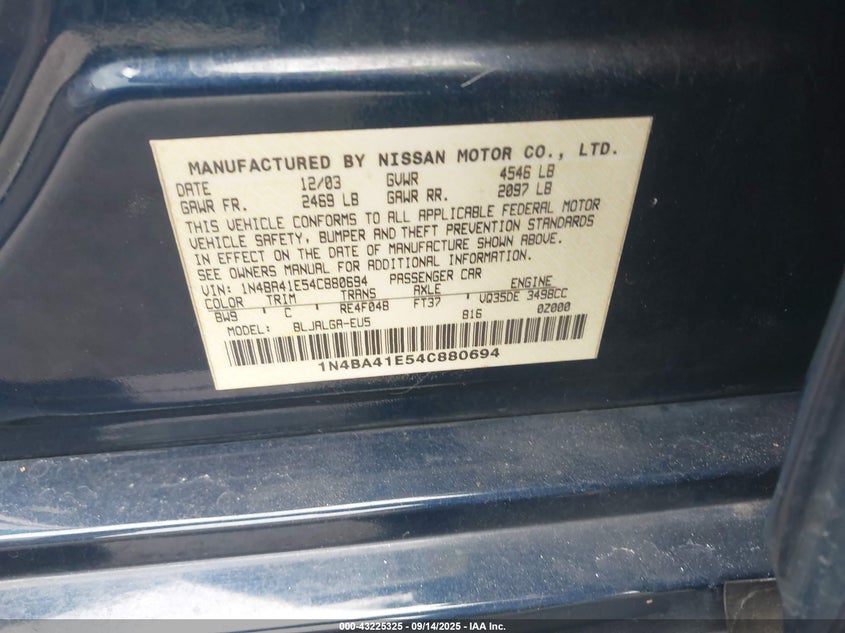 MANUFACTURED BY NISSAN MOTOR CO., LTD.
DATE 12/03 GVWR 4546 LB
GAWR FR. 2469 LB GAWR RR. 2097 LB
THIS VEHICLE CONFORMS TO ALL APPLICABLE FEDERAL MOTOR
VEHICLE SAFETY, BUMPER AND THEFT PREVENTION STANDARDS
IN EFFECT ON THE DATE OF MANUFACTURE SHOWN ABOVE.
SEE OWNERS MANUAL FOR ADDITIONAL INFORMATION.
VIN: 1N4BA41E54C880694 PASSENGER CAR
COLOR TRIM TRANS AXLE ENGINE
BW9 C RE4F04B FT37 VQ35DE 3498CC
MODEL: BLJALGA-EU5 B16 0Z000
1N4BA41E54C880694
000-43225325 - 09/14/2025 - IAA Inc.